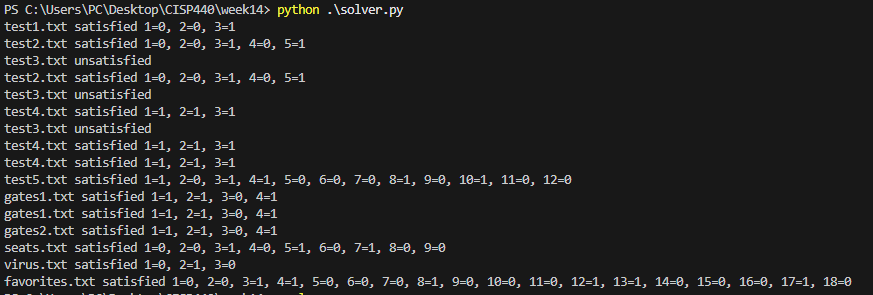 PS C:\Users\PC\Desktop\CISP440\week14> python .\solver.py
test1.txt satisfied 1=0, 2=0, 3=1
test2.txt satisfied 1=0, 2=0, 3=1, 4=0, 5=1
test3.txt unsatisfied
test2.txt satisfied 1=0, 2=0, 3=1, 4=0, 5=1
test3.txt unsatisfied
test4.txt satisfied 1=1, 2=1, 3=1
test3.txt unsatisfied
test4.txt satisfied 1=1, 2=1, 3=1
test4.txt satisfied 1=1, 2=1, 3=1
test5.txt satisfied 1=1, 2=0, 3=1, 4=1, 5=0, 6=0, 7=0, 8=1, 9=0, 10=1, 11=0, 12=0
gates1.txt satisfied 1=1, 2=1, 3=0, 4=1
gates1.txt satisfied 1=1, 2=1, 3=0, 4=1
gates2.txt satisfied 1=1, 2=1, 3=0, 4=1
seats.txt satisfied 1=0, 2=0, 3=1, 4=0, 5=1, 6=0, 7=1, 8=0, 9=0
virus.txt satisfied 1=0, 2=1, 3=0
favorites.txt satisfied 1=0, 2=0, 3=1, 4=1, 5=0, 6=0, 7=0, 8=1, 9=0, 10=0, 11=0, 12=1, 13=1, 14=0, 15=0, 16=0, 17=1, 18=0